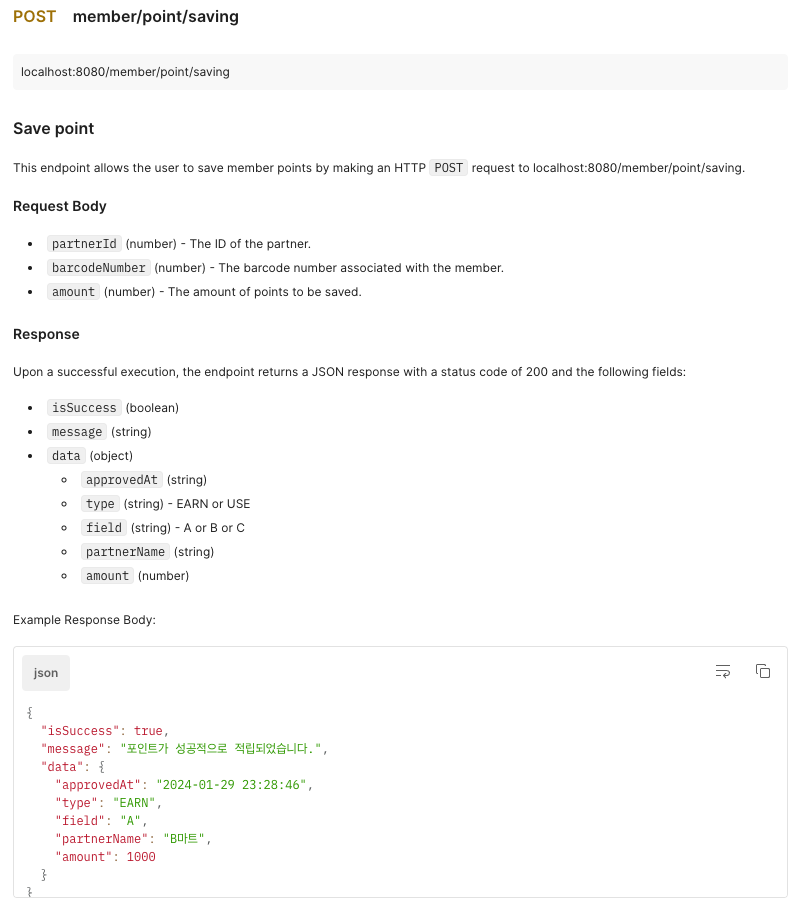 POST member/point/saving
localhost:8080/member/point/saving
Save point
This endpoint allows the user to save member points by making an HTTP POST request to localhost:8080/member/point/saving.
Request Body
partnerId (number) - The ID of the partner.
barcodeNumber (number) - The barcode number associated with the member.
amount (number) - The amount of points to be saved.
Response
Upon a successful execution, the endpoint returns a JSON response with a status code of 200 and the following fields:
isSuccess (boolean)
message (string)
data (object)
approvedAt (string)
type (string) - EARN or USE
field (string) - A or B or C
partnerName (string)
amount (number)
Example Response Body:
json
{
"isSuccess": true,
"message": "포인트가 성공적으로 적립되었습니다.",
"data": {
"approvedAt": "2024-01-29 23:28:46",
"type": "EARN",
"field": "A",
"partnerName": "B마트",
"amount": 1000
}
}